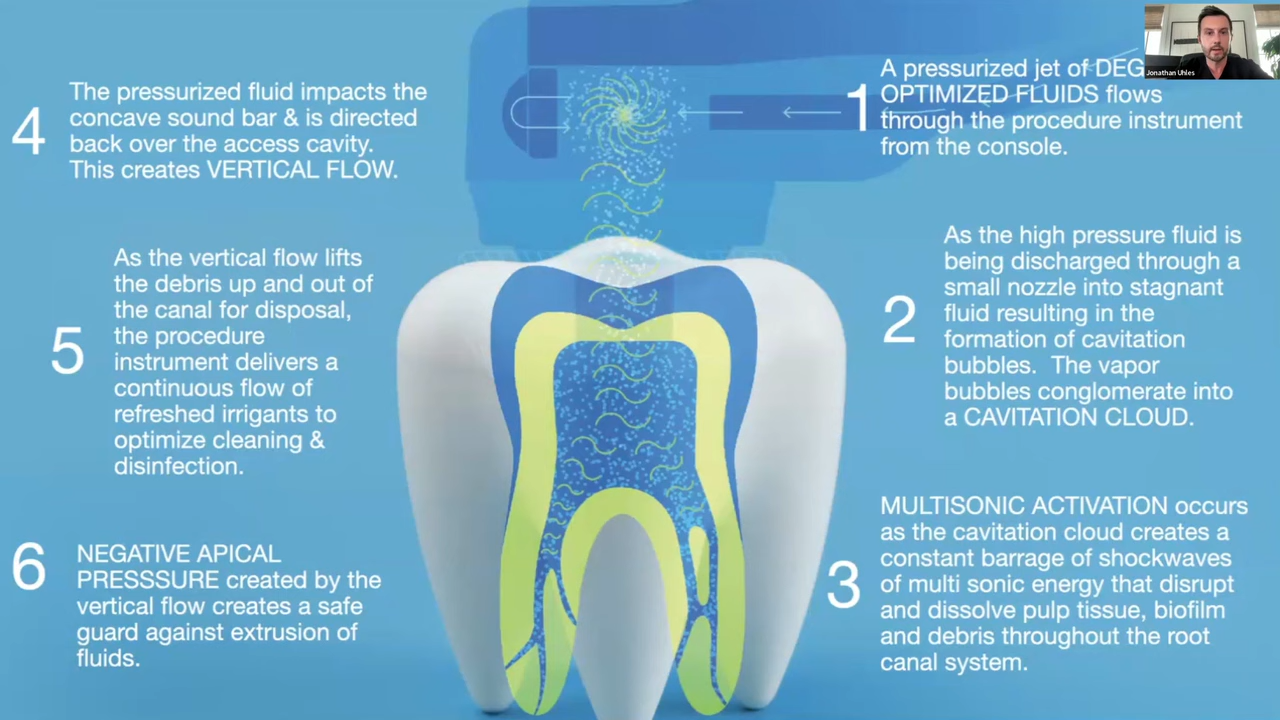 1
A pressurized jet of DEG
OPTIMIZED FLUIDS flows
through the procedure instrument
from the console.
2
As the high pressure fluid is
being discharged through a
small nozzle into stagnant
fluid resulting in the
formation of cavitation
bubbles. The vapor
bubbles conglomerate into
a CAVITATION CLOUD.
3
MULTISONIC ACTIVATION occurs
as the cavitation cloud creates a
constant barrage of shockwaves
of multi sonic energy that disrupt
and dissolve pulp tissue, biofilm
and debris throughout the root
canal system.
4
The pressurized fluid impacts the
concave sound bar & is directed
back over the access cavity.
This creates VERTICAL FLOW.
5
As the vertical flow lifts
the debris up and out of
the canal for disposal,
the procedure
instrument delivers a
continuous flow of
refreshed irrigants to
optimize cleaning &
disinfection.
6
NEGATIVE APICAL
PRESSSURE created by the
vertical flow creates a safe
guard against extrusion of
fluids.
Jonathan Uhles